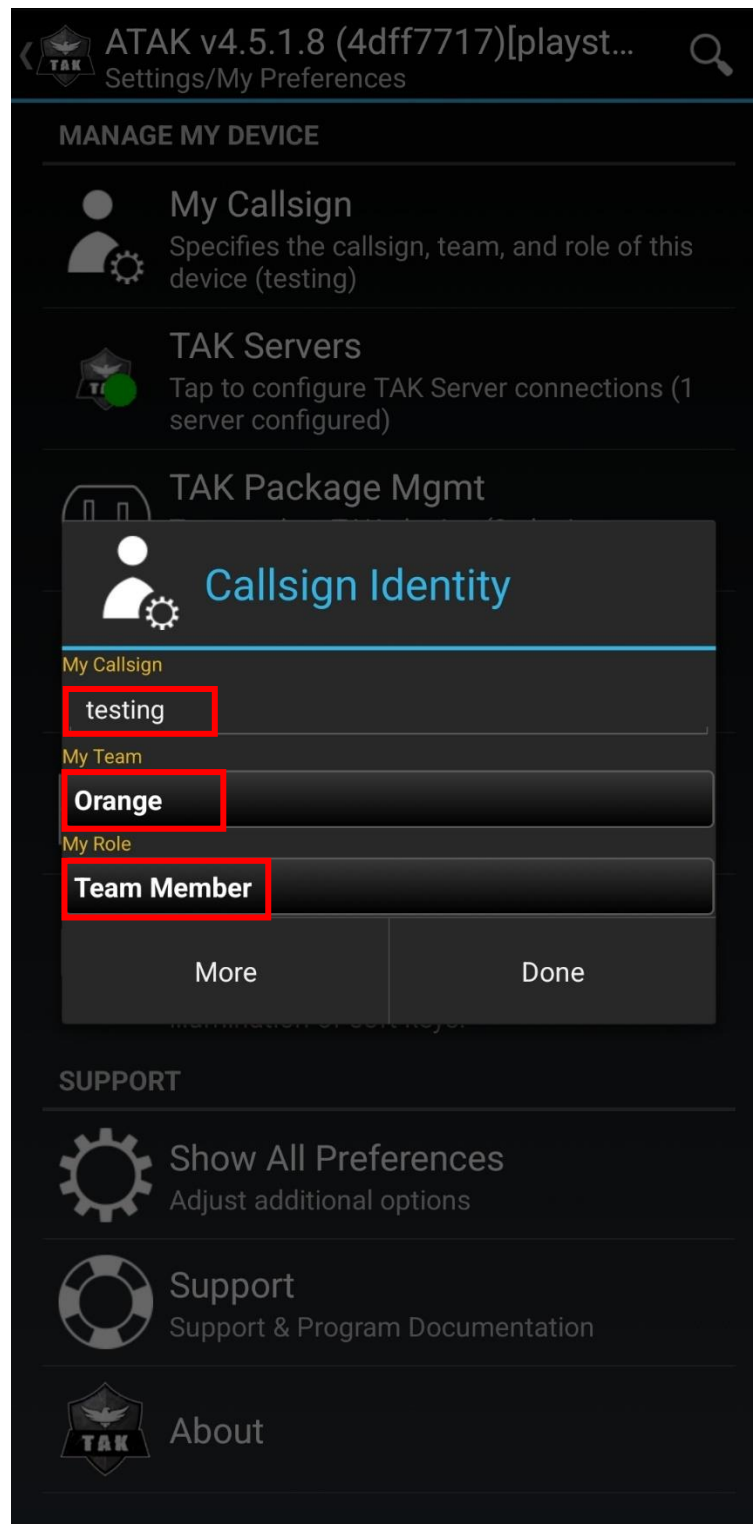 ATAK v4.5.1.8 (4dff7717)[playst...
Settings/My Preferences
MANAGE MY DEVICE
My Callsign
Specifies the callsign, team, and role of this
device (testing)
TAK Servers
Tap to configure TAK Server connections (1
server configured)
TAK Package Mgmt
Callsign Identity
My Callsign
testing
My Team
Orange
My Role
Team Member
More
Done
SUPPORT
Show All Preferences
Adjust additional options
Support
Support & Program Documentation
TAK
About